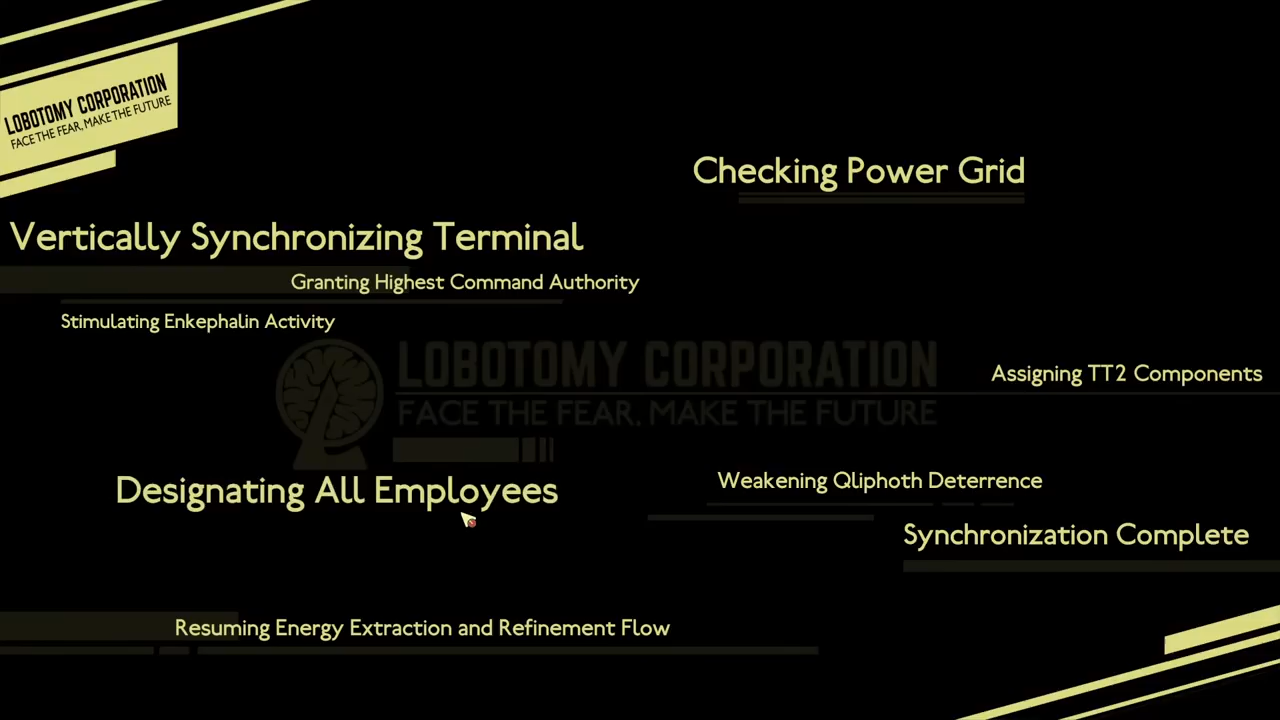 LOBOTOMY CORPORATION
FACE THE FEAR, MAKE THE FUTURE
Checking Power Grid
Vertically Synchronizing Terminal
Granting Highest Command Authority
Stimulating Enkephalin Activity
LOBOTOMY CORPORATION
FACE THE FEAR, MAKE THE FUTURE
Assigning TT2 Components
Designating All Employees
Weakening Qliphoth Deterrence
Synchronization Complete
Resuming Energy Extraction and Refinement Flow